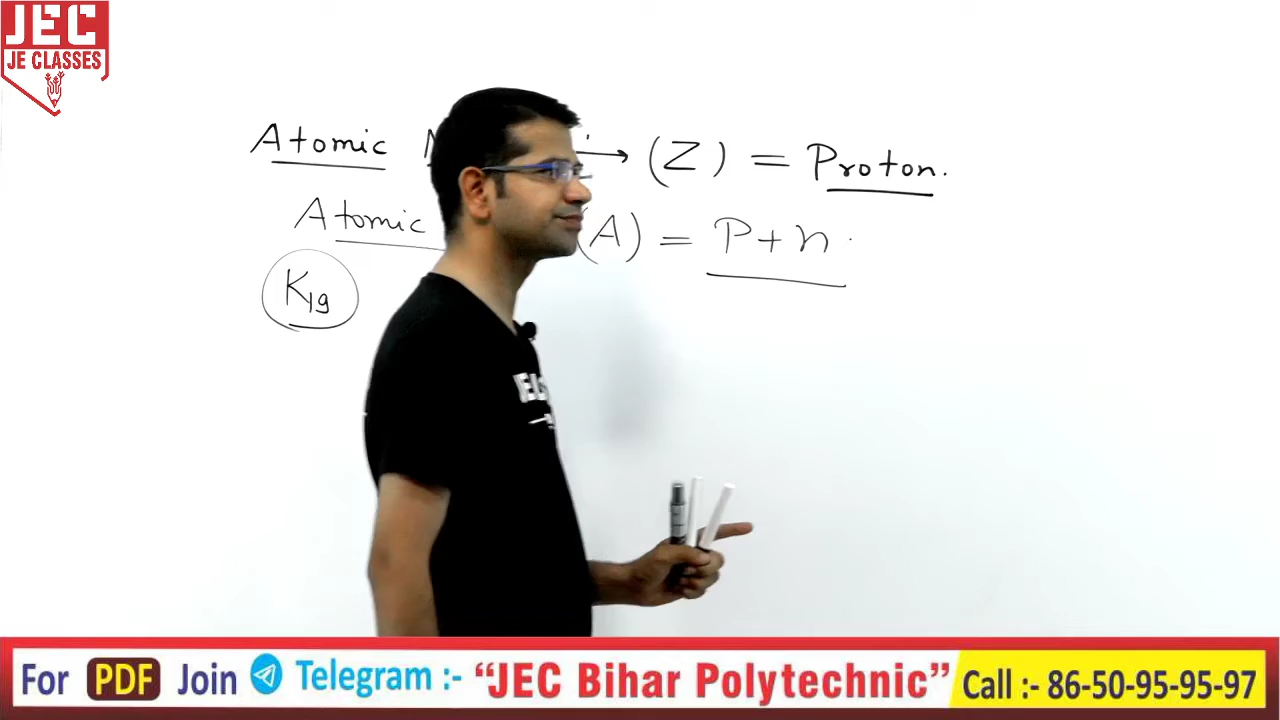 JEC
JE CLASSES
Atomic → (Z) = Proton.
Atomic (A) = P+n.
K19
For PDF Join Telegram :- “JEC Bihar Polytechnic” Call :- 86-50-95-95-97